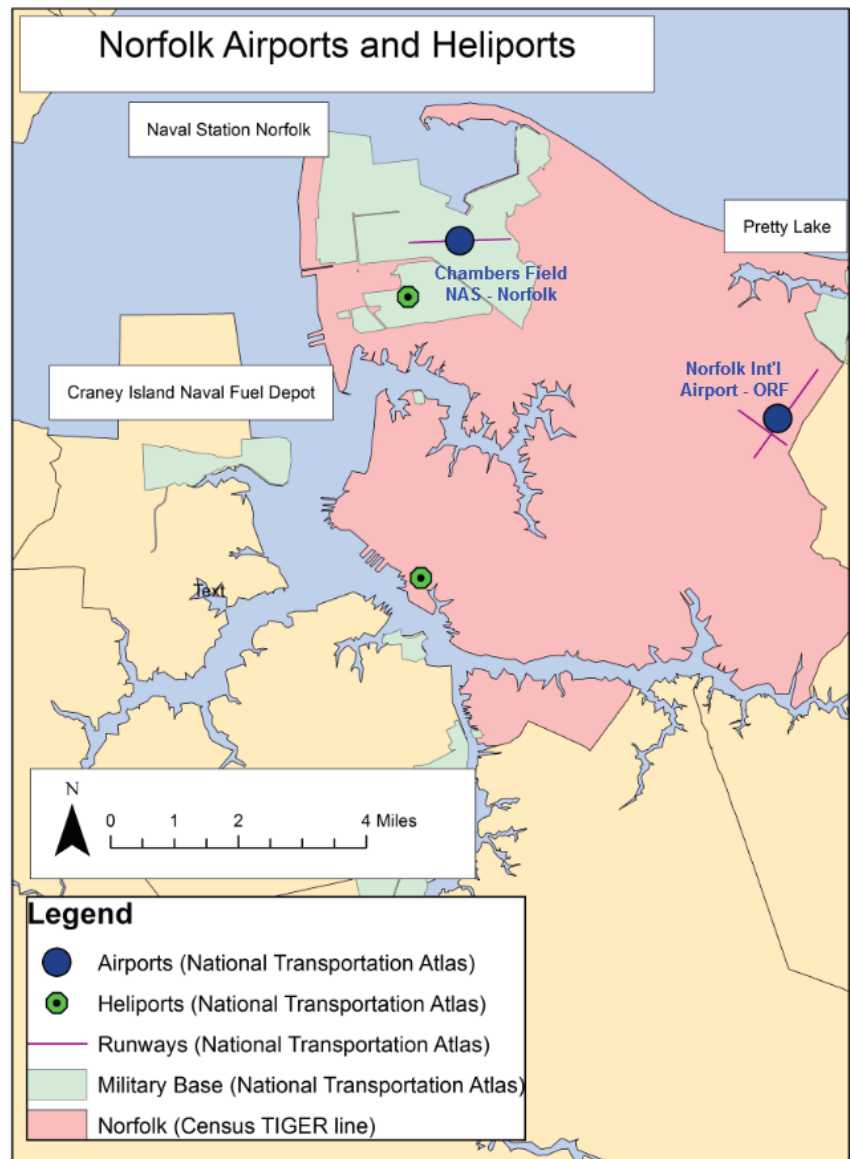 Norfolk Airports and Heliports
Naval Station Norfolk
Pretty Lake
Chambers Field
NAS - Norfolk
Norfolk Int'l
Airport - ORF
Craney Island Naval Fuel Depot
Text
N
0 1 2 4 Miles
Legend
Airports (National Transportation Atlas)
Heliports (National Transportation Atlas)
Runways (National Transportation Atlas)
Military Base (National Transportation Atlas)
Norfolk (Census TIGER line)